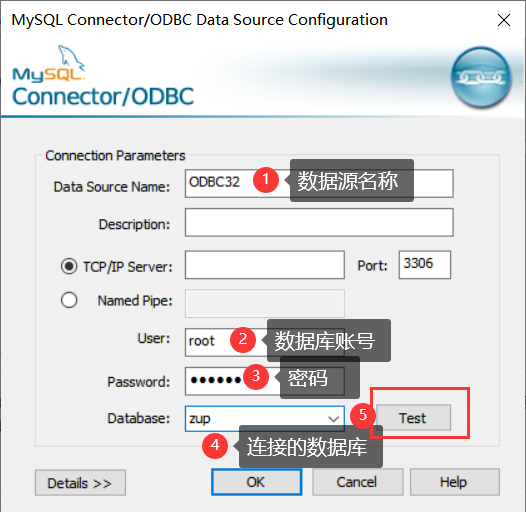 MySQL Connector/ODBC Data Source Configuration
MySQL
Connector/ODBC
Connection Parameters
Data Source Name: ODBC32 1 数据源名称
Description:
TCP/IP Server: Port: 3306
Named Pipe:
User: root 2 数据库账号
Password: ●●●●●● 3 密码
Database: zup 5 Test
4 连接的数据库
Details >> OK Cancel Help